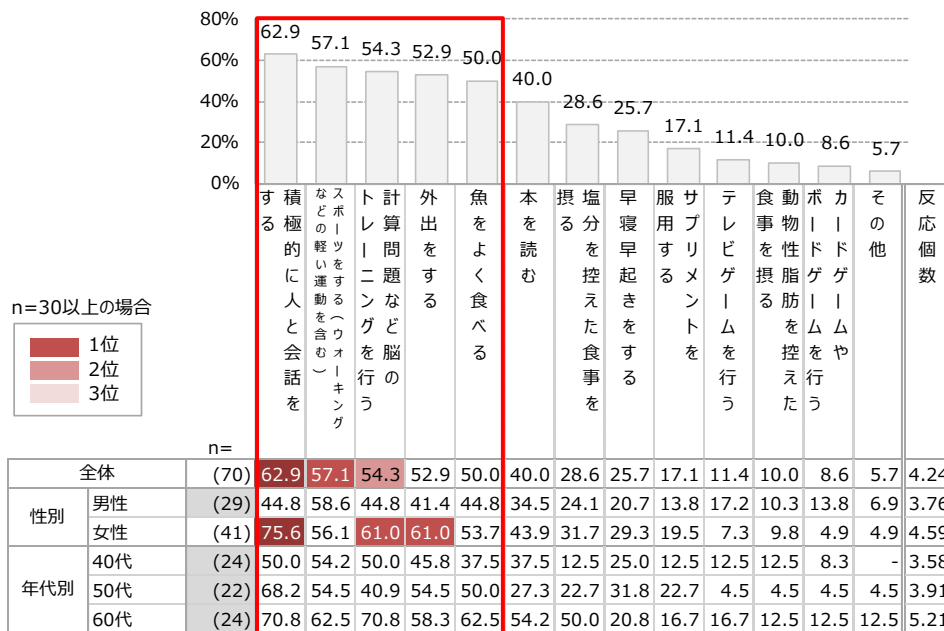 80%
60%
40%
20%
0%
62.9
57.1
54.3
52.9
50.0
40.0
28.6
25.7
17.1
11.4
10.0
8.6
5.7
積極的に人と会話を
する
スポーツをする（ウォーキング
などの軽い運動を含む）
計算問題など脳の
トレーニングを行う
外出をする
魚をよく食べる
本を読む
塩分を控えた食事を
摂る
早寝早起きをする
サプリメントを
服用する
テレビゲームを行う
動物性脂肪を控えた
食事を摂る
カードゲームや
ボードゲームを行う
その他
反応個数
n=30以上の場合
1位
2位
3位
n=
全体 (70) 62.9 57.1 54.3 52.9 50.0 40.0 28.6 25.7 17.1 11.4 10.0 8.6 5.7 4.24
性別
男性 (29) 44.8 58.6 44.8 41.4 44.8 34.5 24.1 20.7 13.8 17.2 10.3 13.8 6.9 3.76
女性 (41) 75.6 56.1 61.0 61.0 53.7 43.9 31.7 29.3 19.5 7.3 9.8 4.9 4.9 4.59
年代別
40代 (24) 50.0 54.2 50.0 45.8 37.5 37.5 12.5 25.0 12.5 12.5 12.5 8.3 - 3.58
50代 (22) 68.2 54.5 40.9 54.5 50.0 27.3 22.7 31.8 22.7 4.5 4.5 4.5 4.5 3.91
60代 (24) 70.8 62.5 70.8 58.3 62.5 54.2 50.0 20.8 16.7 16.7 12.5 12.5 12.5 5.21